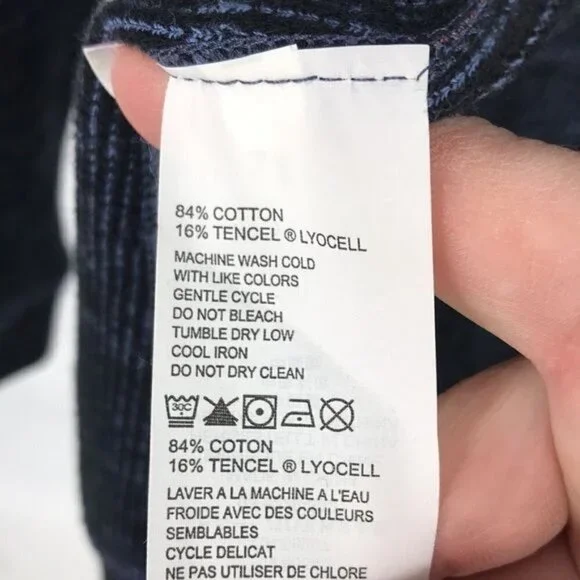 84% COTTON
16% TENCEL ® LYOCELL
MACHINE WASH COLD
WITH LIKE COLORS
GENTLE CYCLE
DO NOT BLEACH
TUMBLE DRY LOW
COOL IRON
DO NOT DRY CLEAN
30C
84% COTON
16% TENCEL ® LYOCELL
LAVER A LA MACHINE A L'EAU
FROIDE AVEC DES COULEURS
SEMBLABLES
CYCLE DELICAT
NE PAS UTILISER DE CHLORE